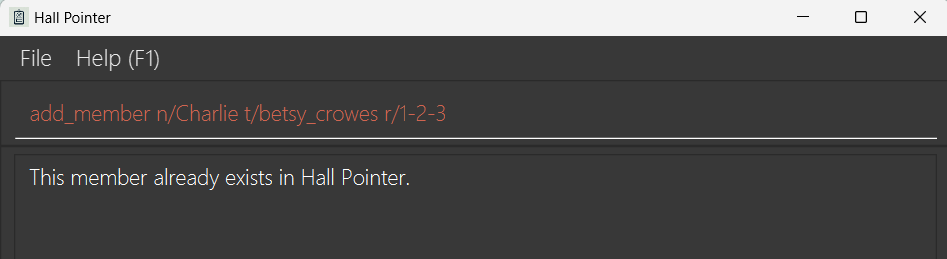 Hall Pointer
File Help (F1)
add_member n/Charlie t/betsy_crowes r/1-2-3
This member already exists in Hall Pointer.